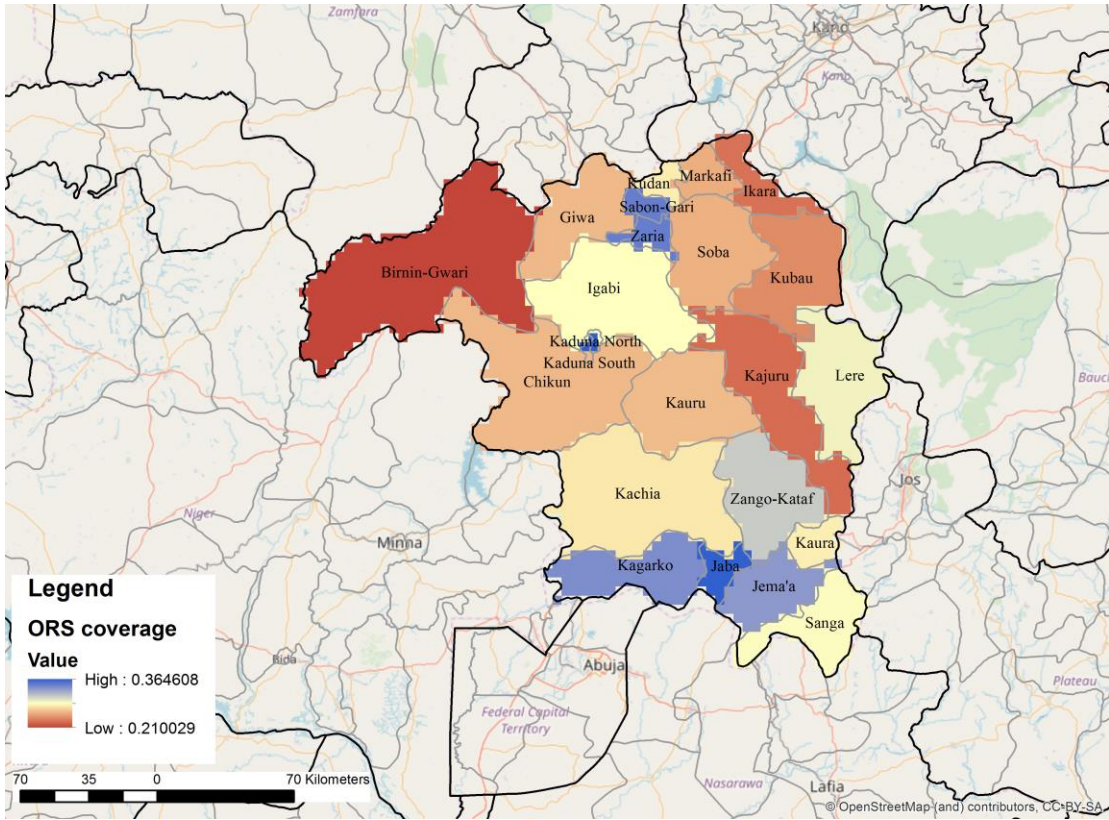 Zamfara
Kano
Kano
Kudan
Markafi
Ikara
Sabon-Gari
Giwa
Zaria
Soba
Birnin-Gwari
Kubau
Igabi
Kaduna North
Kaduna South
Chikun
Kajuru
Lere
Bauch
Kauru
Jos
Kachia
Zango-Kataf
Niger
Minna
Kaura
Kagarko
Jaba
Jema'a
Sanga
Legend
ORS coverage
Value
High : 0.364608
Low : 0.210029
Bida
Abuja
Plateau
Federal Capital
Territory
70 35 0 70 Kilometers
Nasarawa
Lafia
© OpenStreetMap (and) contributors, CC-BY-SA